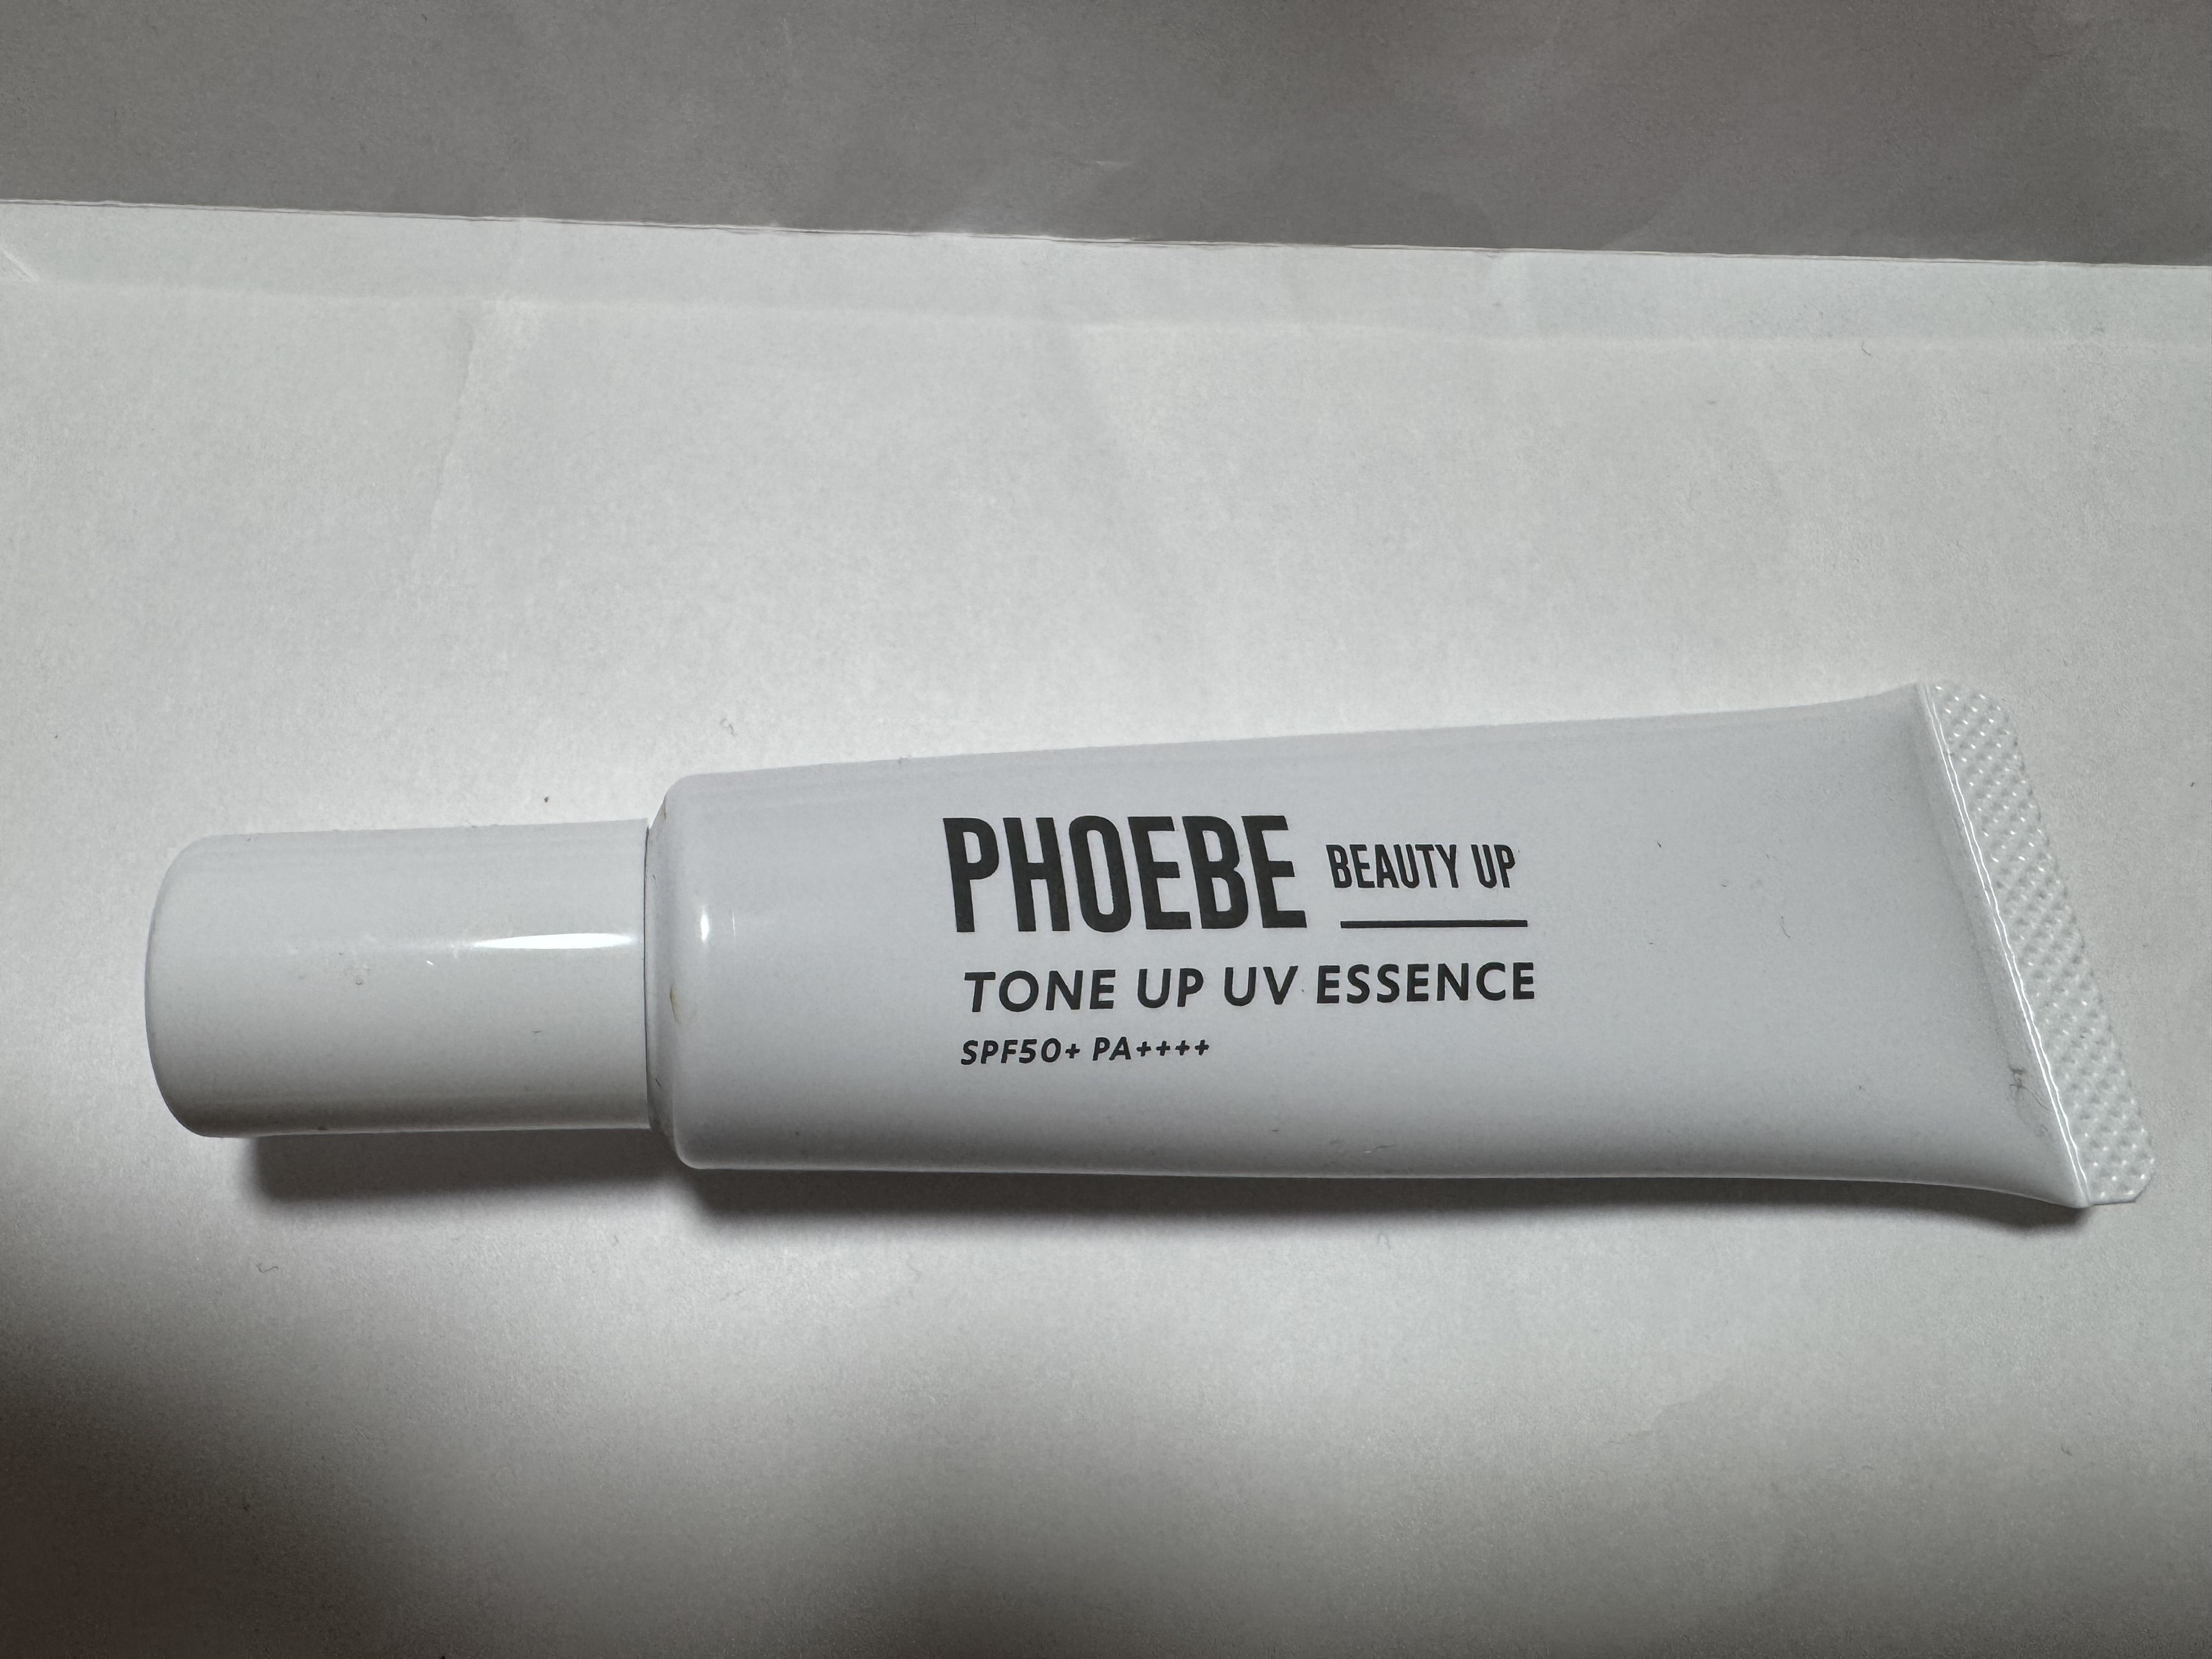 PHOEBE BEAUTY UP
TONE UP UV ESSENCE
SPF50+ PA++++